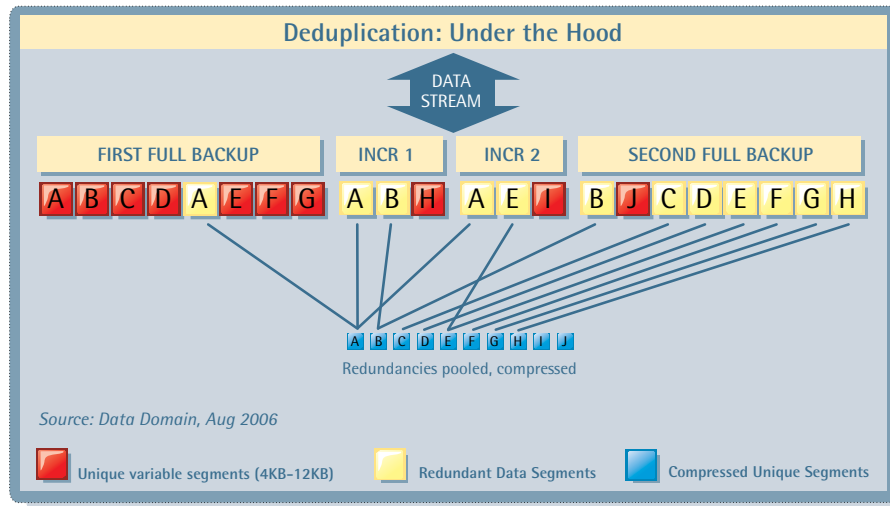 Deduplication: Under the Hood
DATA
STREAM
FIRST FULL BACKUP
INCR 1
INCR 2
SECOND FULL BACKUP
A B C D A E F G
A B H
A E I
B J C D E F G H
A B C D E F G H I J
Redundancies pooled, compressed
Source: Data Domain, Aug 2006
Unique variable segments (4KB-12KB)
Redundant Data Segments
Compressed Unique Segments